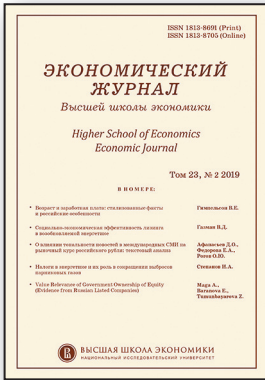 ISSN 1813-8691 (Print)
ISSN 1813-8705 (Online)
ЭКОНОМИЧЕСКИЙ
ЖУРНАЛ
Высшей школы экономики
Higher School of Economics
Economic Journal
Том 23, № 2 2019
В НОМЕРЕ:
• Возраст и заработная плата: стилизованные факты Гимпельсон В.Е.
и российские особенности
• Социально-экономическая эффективность лизинга Газман В.Д.
в возобновляемой энергетике
• О влиянии тональности новостей в международных СМИ на Афанасьев Д.О.,
рыночный курс российского рубля: текстовый анализ Федорова Е.А.,
Рогов О.Ю.
• Налоги в энергетике и их роль в сокращении выбросов Степанов И.А.
парниковых газов
• Value Relevance of Government Ownership of Equity Maga A.,
(Evidence from Russian Listed Companies) Baranova E.,
ВЫСШАЯ ШКОЛА ЭКОНОМИКИ
НАЦИОНАЛЬНЫЙ ИССЛЕДОВАТЕЛЬСКИЙ УНИВЕРСИТЕТ